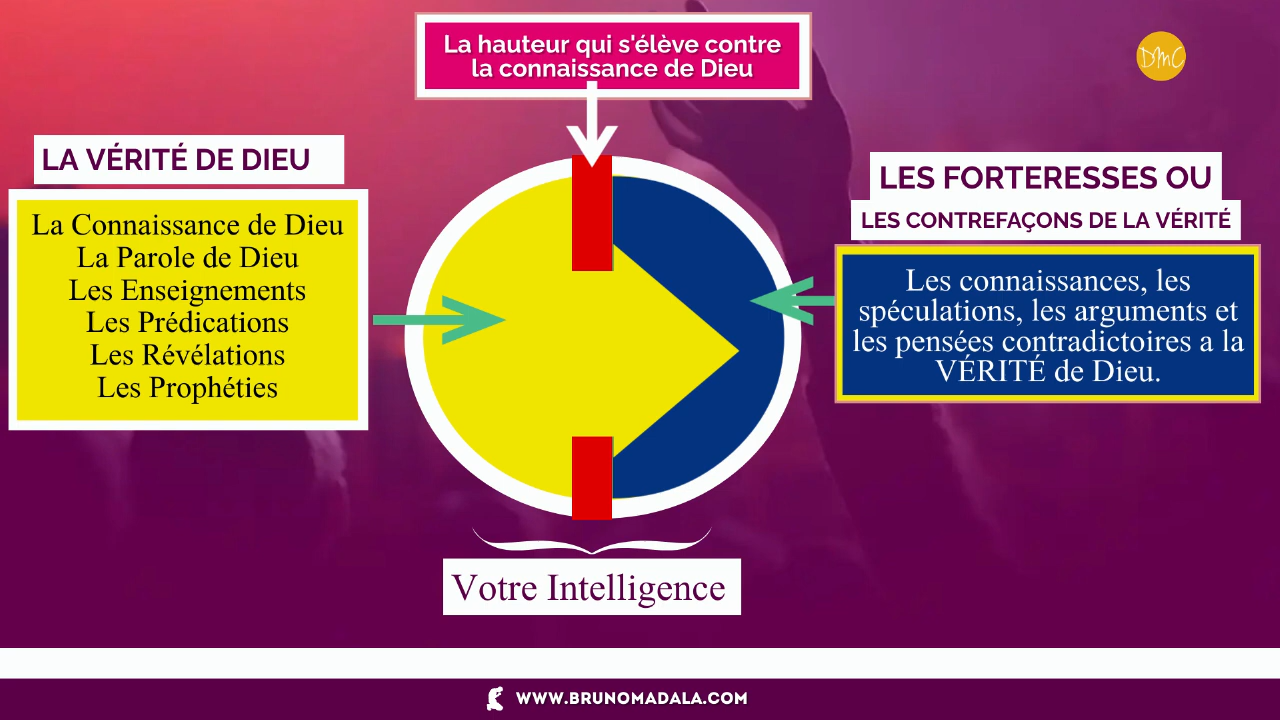 La hauteur qui s'élève contre
la connaissance de Dieu
DMC
LA VÉRITÉ DE DIEU
La Connaissance de Dieu
La Parole de Dieu
Les Enseignements
Les Prédications
Les Révélations
Les Prophéties
LES FORTERESSES OU
LES CONTREFAÇONS DE LA VÉRITÉ
Les connaissances, les
spéculations, les arguments et
les pensées contradictoires a la
VÉRITÉ de Dieu.
Votre Intelligence
WWW.BRUNOMADALA.COM